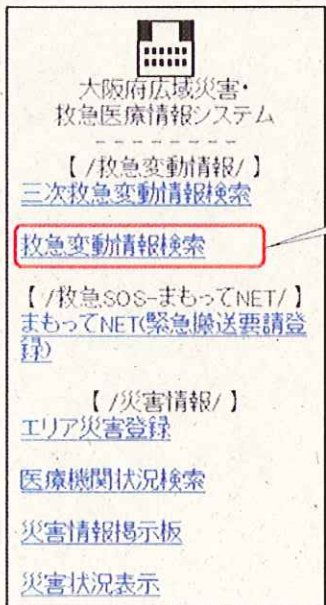 大阪府広域災害・
救急医療情報システム
--------
【 /救急変動情報/ 】
三次救急変動情報検索
救急変動情報検索
【 /救急SOS-まもってNET/ 】
まもってNET(緊急搬送要請登
録)
【 /災害情報/ 】
エリア災害登録
医療機関状況検索
災害情報掲示板
災害状況表示